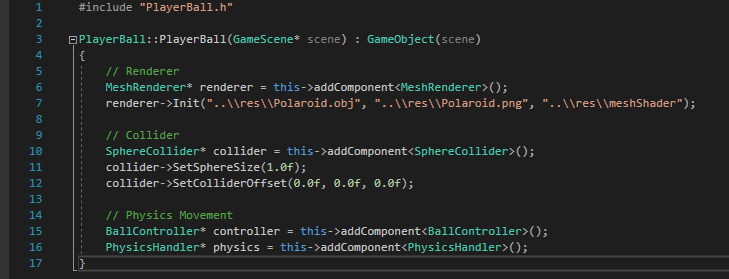 1 #include "PlayerBall.h"
2
3 PlayerBall::PlayerBall(GameScene* scene) : GameObject(scene)
4 {
5 // Renderer
6 MeshRenderer* renderer = this->addComponent<MeshRenderer>();
7 renderer->Init("..\\res\\Polaroid.obj", "..\\res\\Polaroid.png", "..\\res\\meshShader");
8
9 // Collider
10 SphereCollider* collider = this->addComponent<SphereCollider>();
11 collider->SetSphereSize(1.0f);
12 collider->SetColliderOffset(0.0f, 0.0f, 0.0f);
13
14 // Physics Movement
15 BallController* controller = this->addComponent<BallController>();
16 PhysicsHandler* physics = this->addComponent<PhysicsHandler>();
17 }